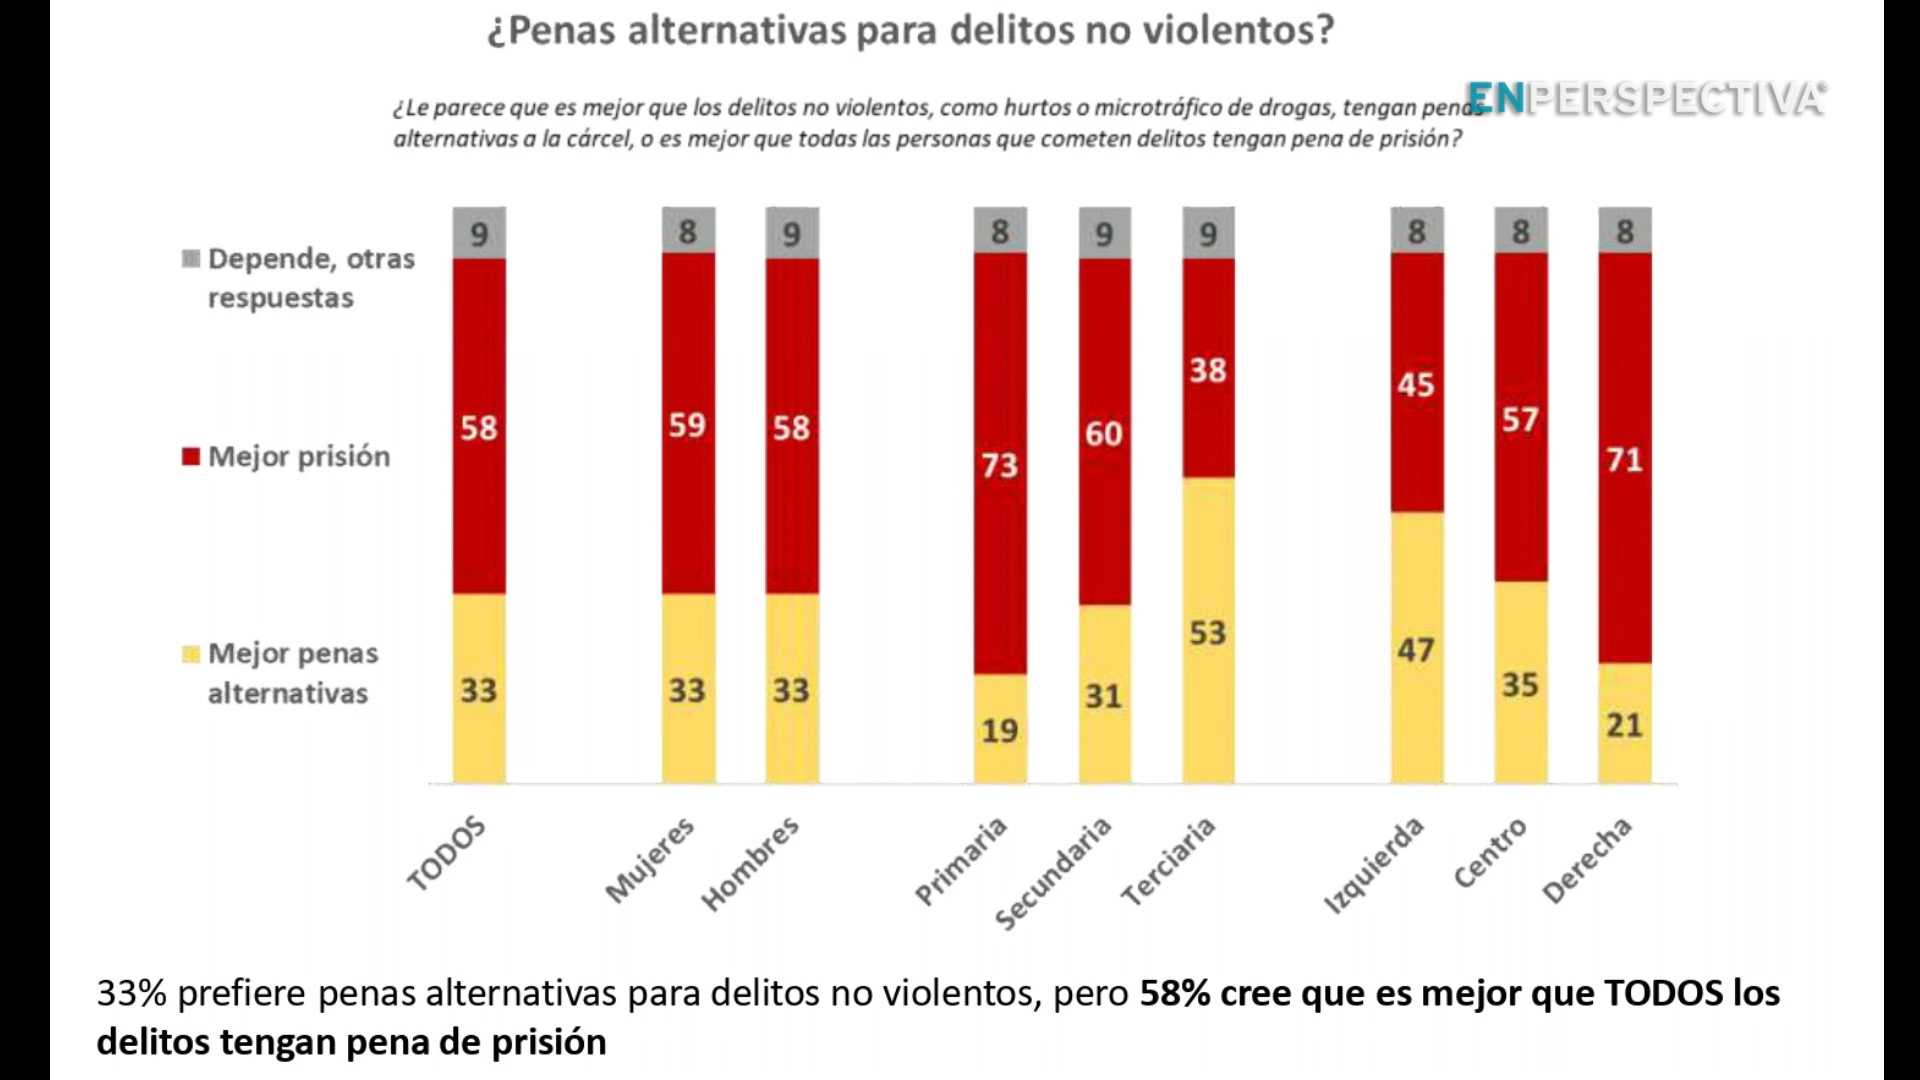 ¿Penas alternativas para delitos no violentos?
ENPERSPECTIVA
¿Le parece que es mejor que los delitos no violentos, como hurtos o microtráfico de drogas, tengan penas
alternativas a la cárcel, o es mejor que todas las personas que cometen delitos tengan pena de prisión?
Depende, otras
respuestas
Mejor prisión
Mejor penas
alternativas
9 8 9 8 9 9 8 8 8
58 59 58 73 60 38 45 57 71
33 33 33 19 31 53 47 35 21
TODOS Mujeres Hombres Primaria Secundaria Terciaria Izquierda Centro Derecha
33% prefiere penas alternativas para delitos no violentos, pero 58% cree que es mejor que TODOS los
delitos tengan pena de prisión